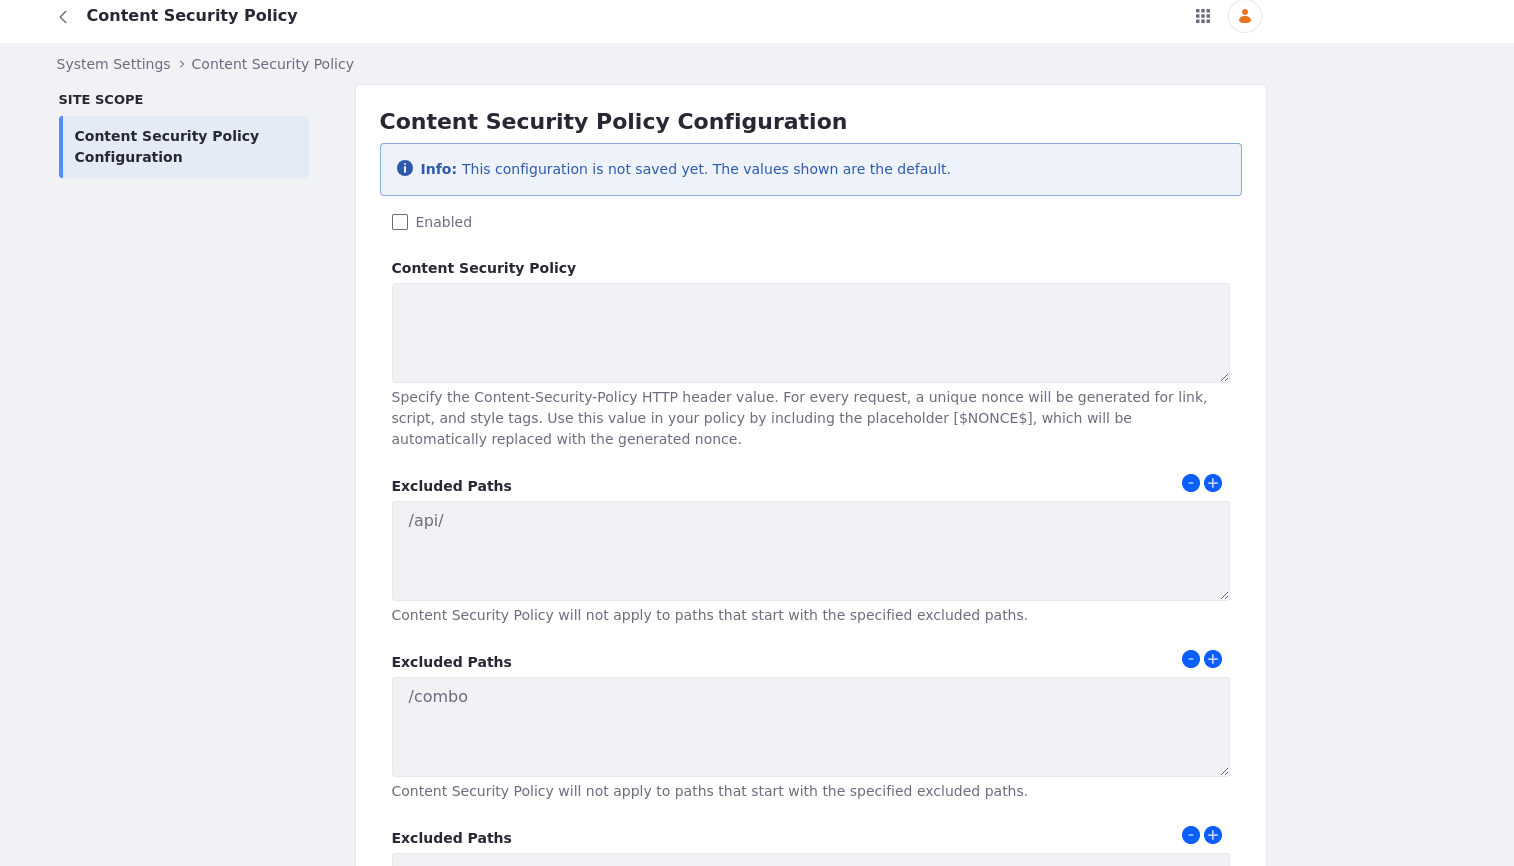 Content Security Policy
System Settings > Content Security Policy
SITE SCOPE
Content Security Policy
Configuration
Content Security Policy Configuration
Info: This configuration is not saved yet. The values shown are the default.
Enabled
Content Security Policy
Specify the Content-Security-Policy HTTP header value. For every request, a unique nonce will be generated for link,
script, and style tags. Use this value in your policy by including the placeholder [$NONCE$], which will be
automatically replaced with the generated nonce.
Excluded Paths
/api/
Content Security Policy will not apply to paths that start with the specified excluded paths.
Excluded Paths
/combo
Content Security Policy will not apply to paths that start with the specified excluded paths.
Excluded Paths